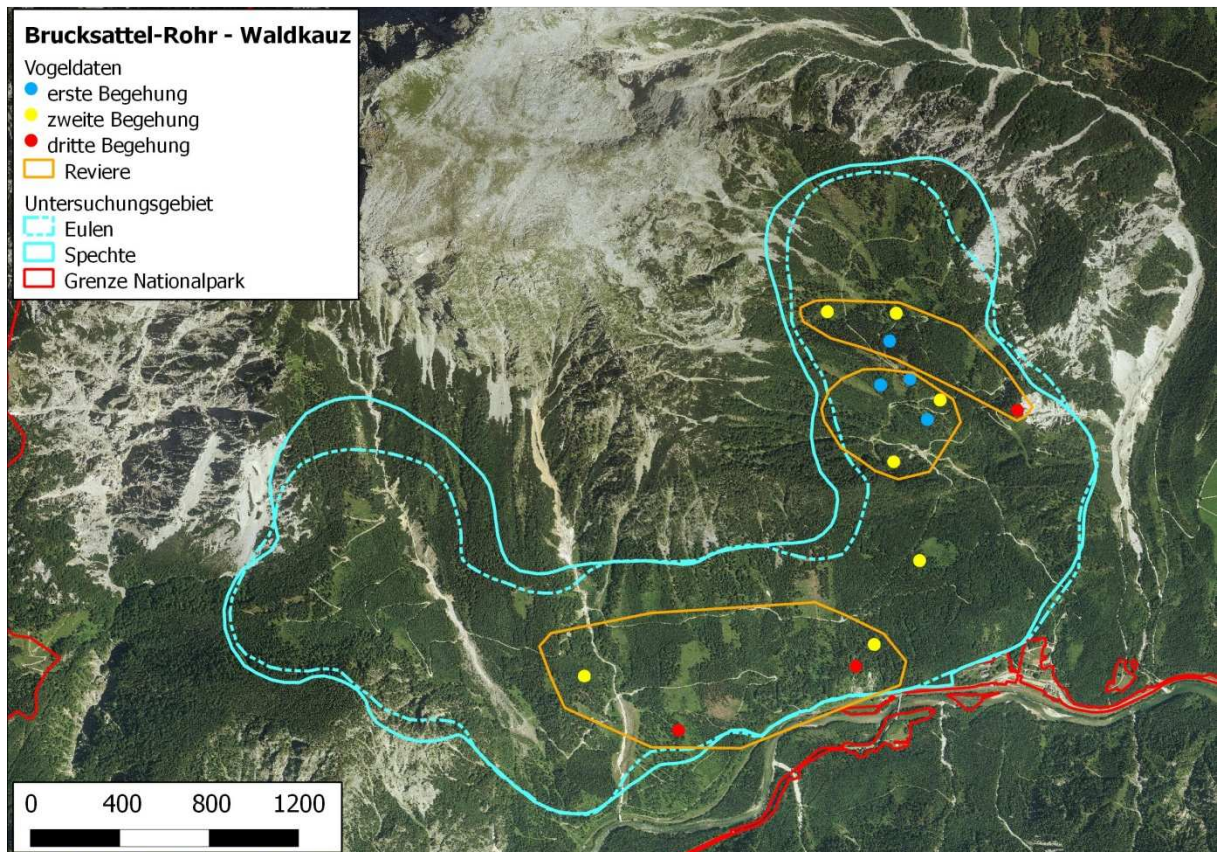 Brucksattel-Rohr - Waldkauz
Vogeldaten
erste Begehung
zweite Begehung
dritte Begehung
Reviere
Untersuchungsgebiet
Eulen
Spechte
Grenze Nationalpark
0 400 800 1200